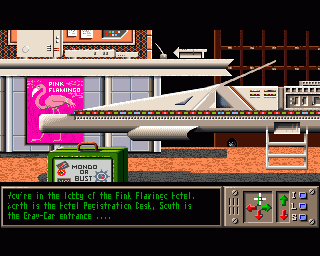 PINK
FLAMINGO
MONDO
OR
BUST
You're in the lobby of the Pink Flamingo Hotel.
North is the Hotel Registration Desk, South is
the Grav-Car entrance ....
I
L
S